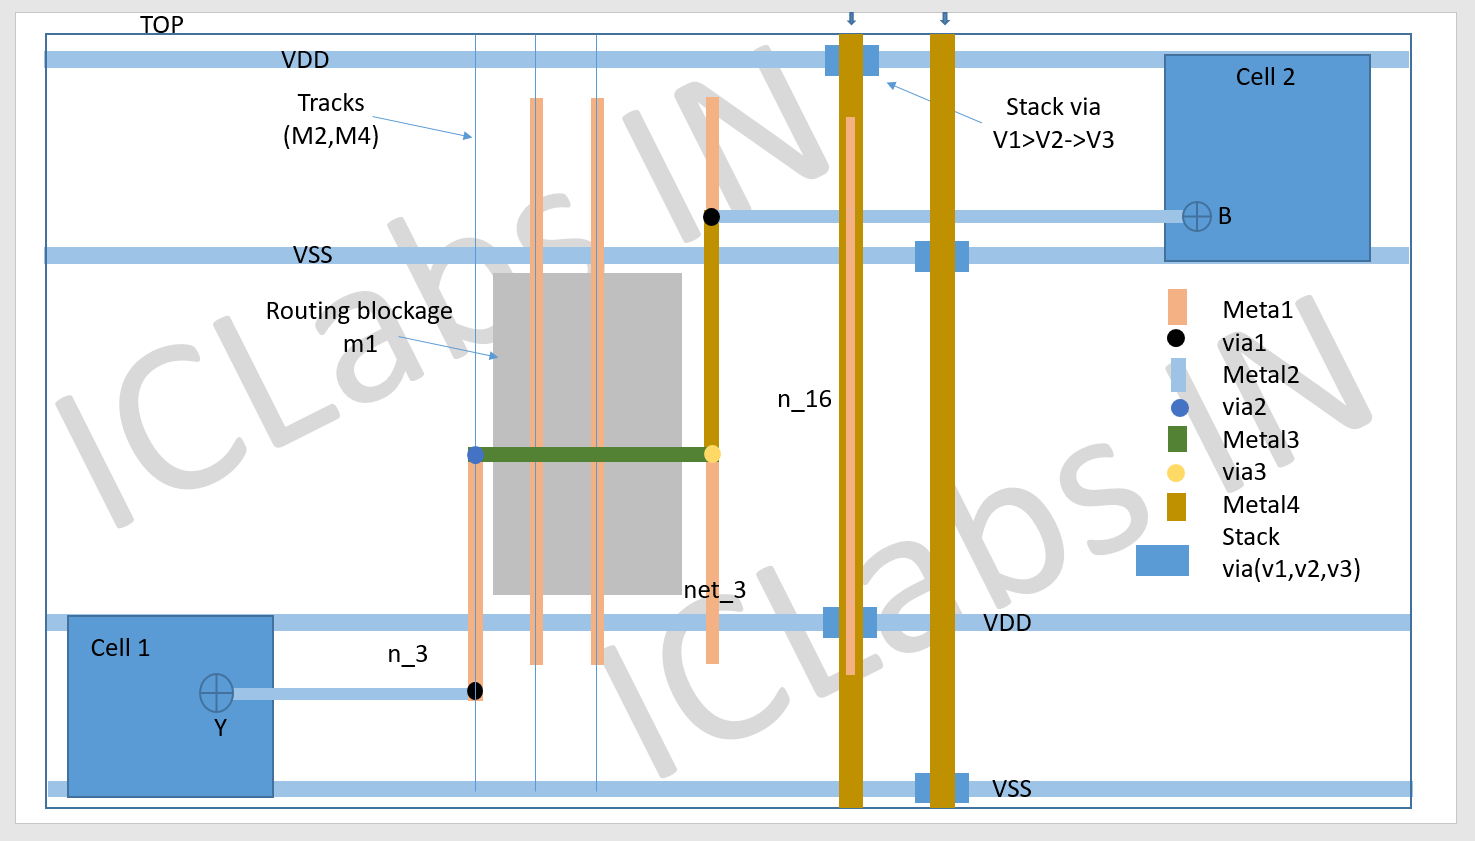 TOP
VDD
Tracks
(M2,M4)
Stack via
V1>V2->V3
Cell 2
B
VSS
Routing blockage
m1
n_16
net_3
VDD
Cell 1
n_3
Y
VSS
Meta1
via1
Metal2
via2
Metal3
via3
Metal4
Stack
via(v1,v2,v3)
ICLabs IN
ICLabs IN